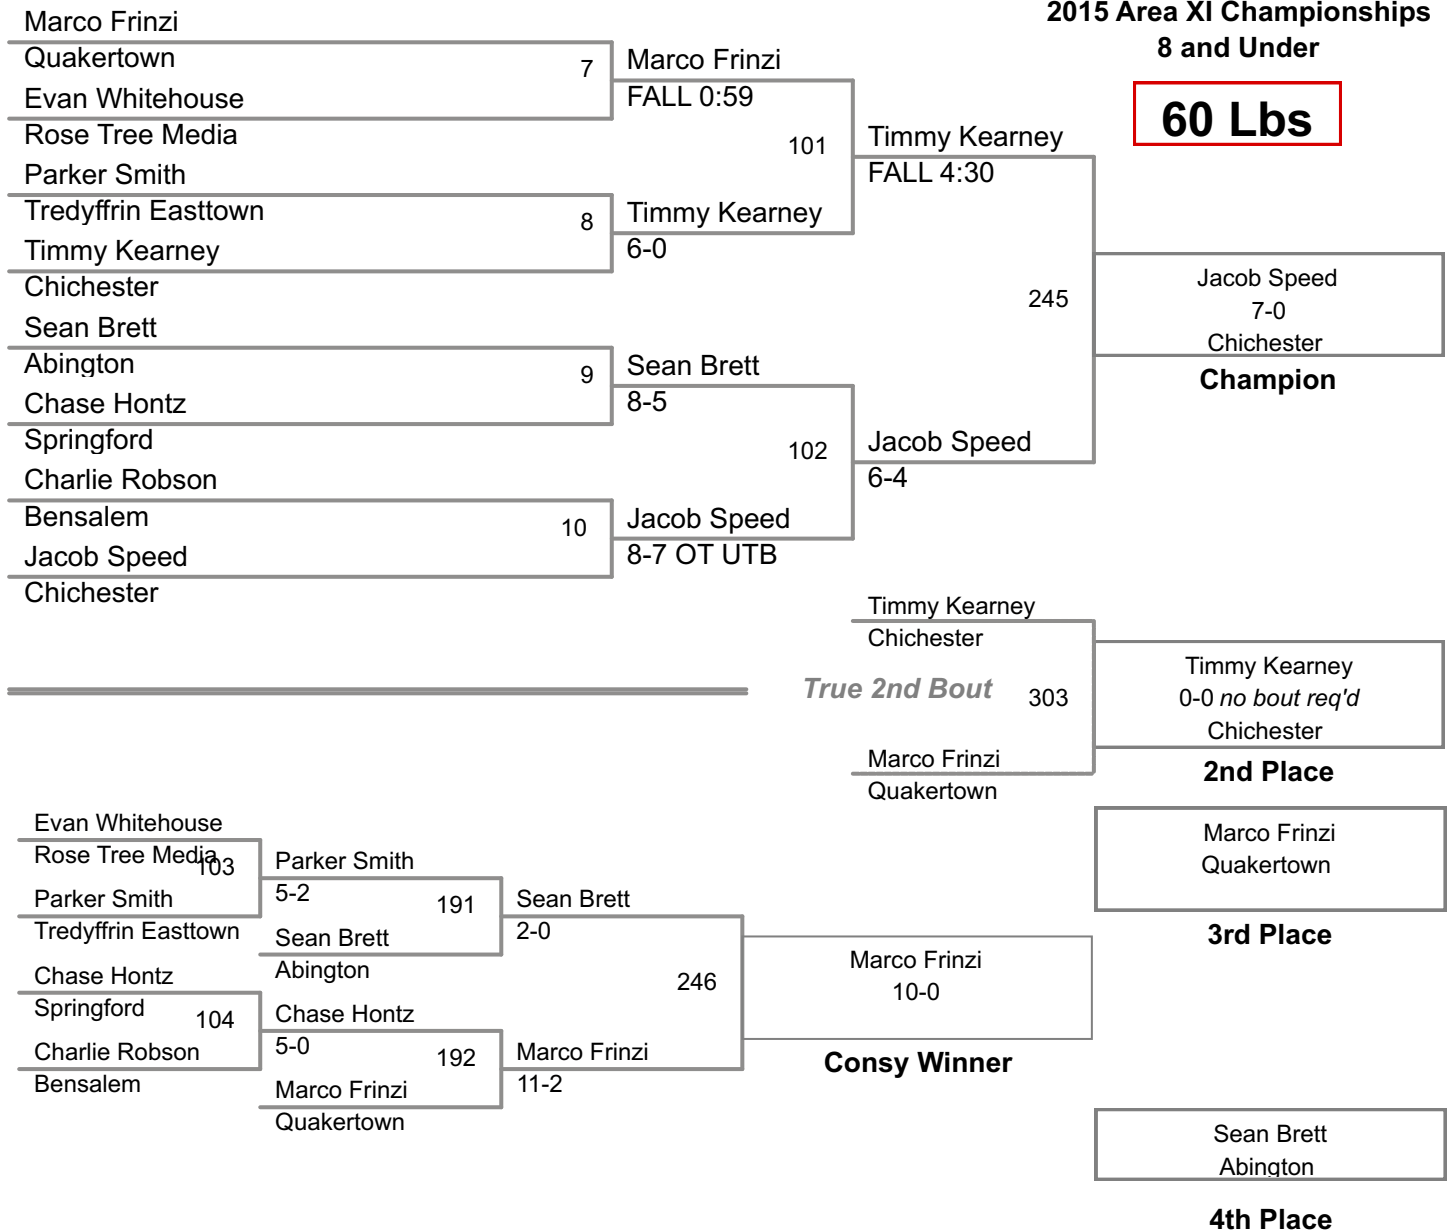 2015 Area XI Championships
8 and Under
60 Lbs
Marco Frinzi
Quakertown
7
Evan Whitehouse
Rose Tree Media
Marco Frinzi
FALL 0:59
101
Parker Smith
Tredyffrin Easttown
8
Timmy Kearney
Chichester
Timmy Kearney
6-0
Timmy Kearney
FALL 4:30
245
Sean Brett
Abington
9
Chase Hontz
Springford
Sean Brett
8-5
102
Charlie Robson
Bensalem
10
Jacob Speed
Chichester
Jacob Speed
8-7 OT UTB
Jacob Speed
6-4
Jacob Speed
7-0
Chichester
Champion
Timmy Kearney
Chichester
True 2nd Bout
303
Marco Frinzi
Quakertown
Timmy Kearney
0-0 no bout req'd
Chichester
2nd Place
Evan Whitehouse
Rose Tree Media
103
Parker Smith
Tredyffrin Easttown
Parker Smith
5-2
191
Sean Brett
Abington
Sean Brett
2-0
246
Chase Hontz
Springford
104
Charlie Robson
Bensalem
Chase Hontz
5-0
192
Marco Frinzi
Quakertown
Marco Frinzi
11-2
Marco Frinzi
10-0
Consy Winner
Marco Frinzi
Quakertown
3rd Place
Sean Brett
Abington
4th Place